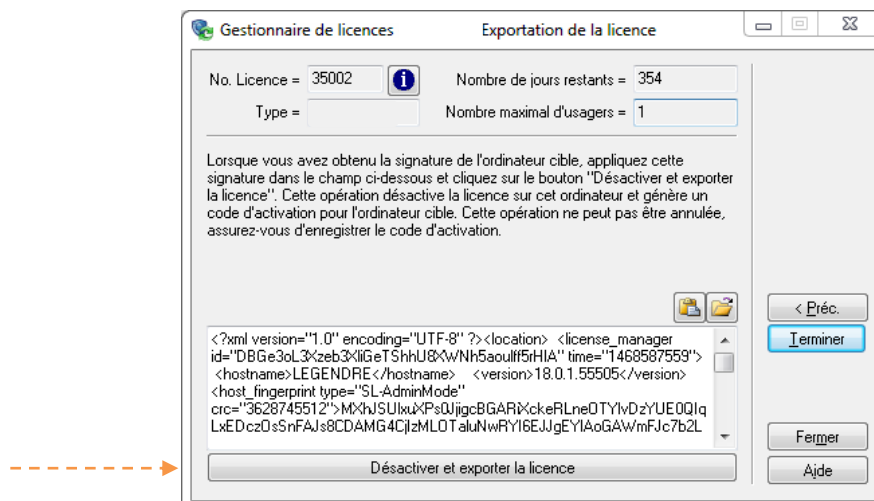 Gestionnaire de licences Exportation de la licence
No. Licence = 35002 Nombre de jours restants = 354
Type = Nombre maximal d'usagers = 1
Lorsque vous avez obtenu la signature de l'ordinateur cible, appliquez cette
signature dans le champ ci-dessous et cliquez sur le bouton "Désactiver et exporter
la licence". Cette opération désactive la licence sur cet ordinateur et génère un
code d'activation pour l'ordinateur cible. Cette opération ne peut pas être annulée,
assurez-vous d'enregistrer le code d'activation.
< Préc.
Terminer
<?xml version="1.0" encoding="UTF-8" ?><location> <license_manager
time="1468587559">
<hostname>LEGENDRE</hostname> <version>18.0.1.55505</version>
<host_fingerprint type="SL-AdminMode"
crc="3628745512">
Fermer
Désactiver et exporter la licence
Aide